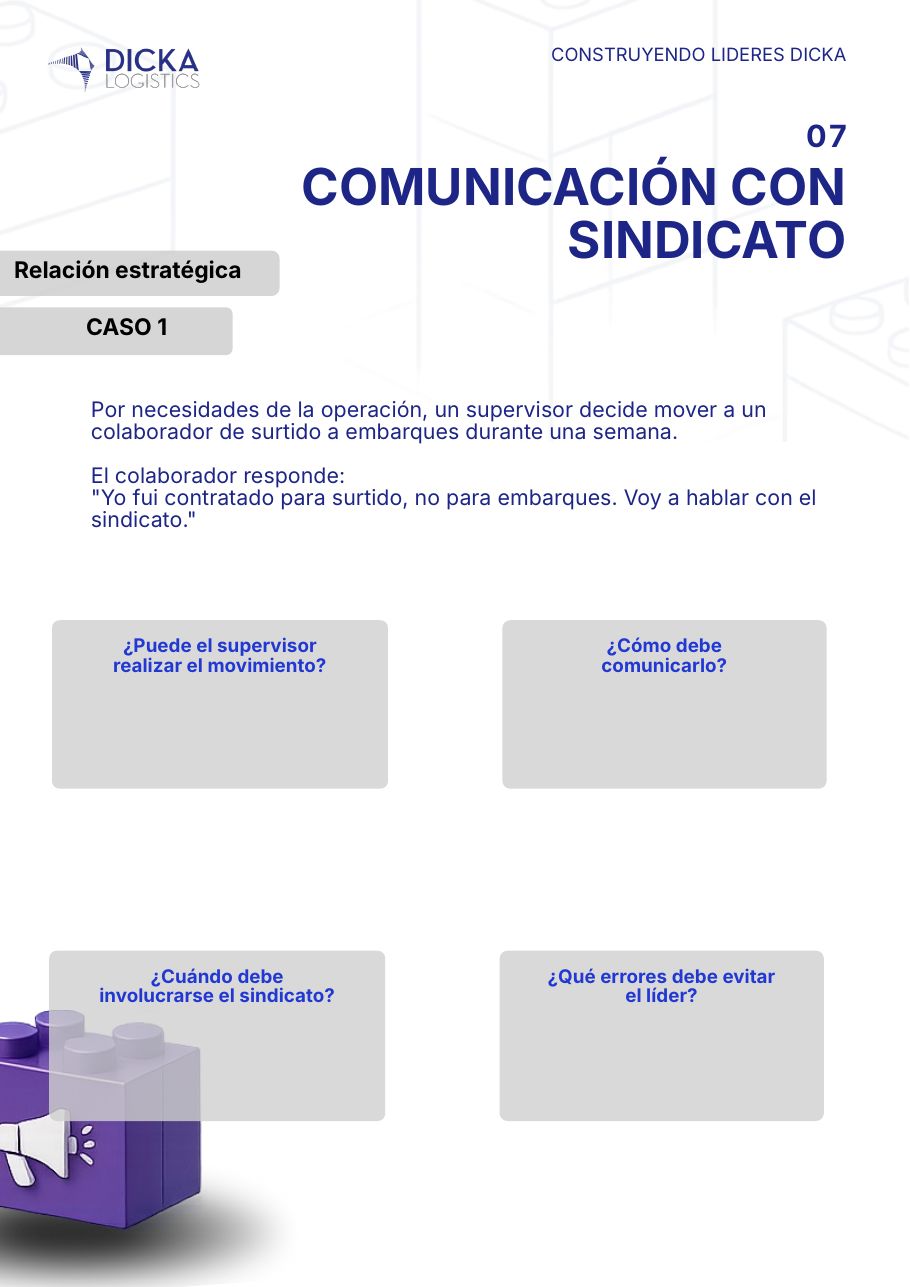 DICKA
LOGISTICS
CONSTRUYENDO LIDERES DICKA
07
COMUNICACIÓN CON
SINDICATO
Relación estratégica
CASO 1
Por necesidades de la operación, un supervisor decide mover a un
colaborador de surtido a embarques durante una semana.
El colaborador responde:
"Yo fui contratado para surtido, no para embarques. Voy a hablar con el
sindicato."
¿Puede el supervisor
realizar el movimiento?
¿Cómo debe
comunicarlo?
¿Cuándo debe
involucrarse el sindicato?
¿Qué errores debe evitar
el líder?